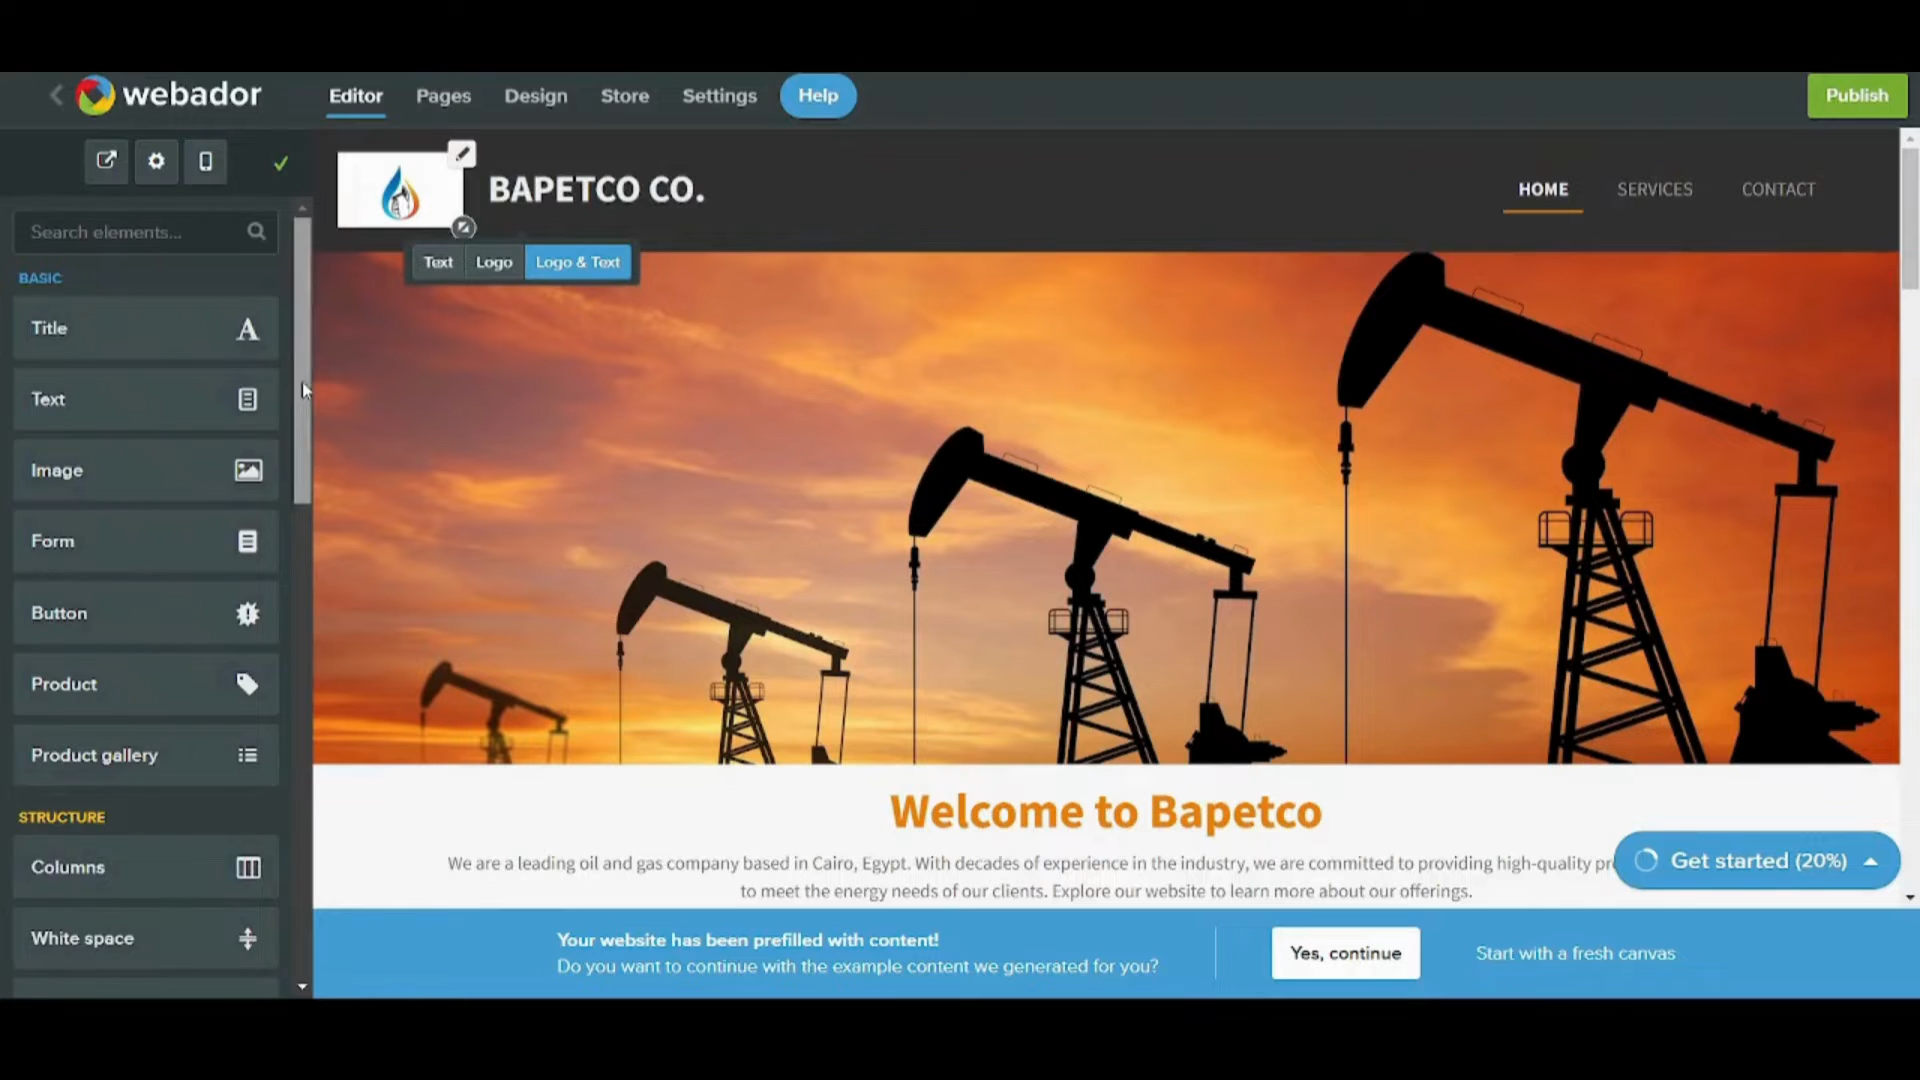 webador
Editor
Pages
Design
Store
Settings
Help
Publish
BAPETCO CO.
HOME
SERVICES
CONTACT
Search elements...
Text
Logo
Logo & Text
BASIC
Title
Text
Image
Form
Button
Product
Product gallery
STRUCTURE
Columns
White space
Welcome to Bapetco
We are a leading oil and gas company based in Cairo, Egypt. With decades of experience in the industry, we are committed to providing high-quality
to meet the energy needs of our clients. Explore our website to learn more about our offerings.
Get started (20%)
Your website has been prefilled with content!
Do you want to continue with the example content we generated for you?
Yes, continue
Start with a fresh canvas